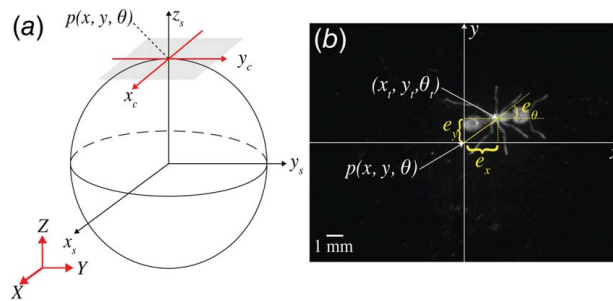 (a)
p(x, y, θ)
z_s
y_c
x_c
y_s
x_s
Z
Y
X
(b)
y
(x_t, y_t, θ_t)
e_θ
e_y
e_x
p(x, y, θ)
1 mm